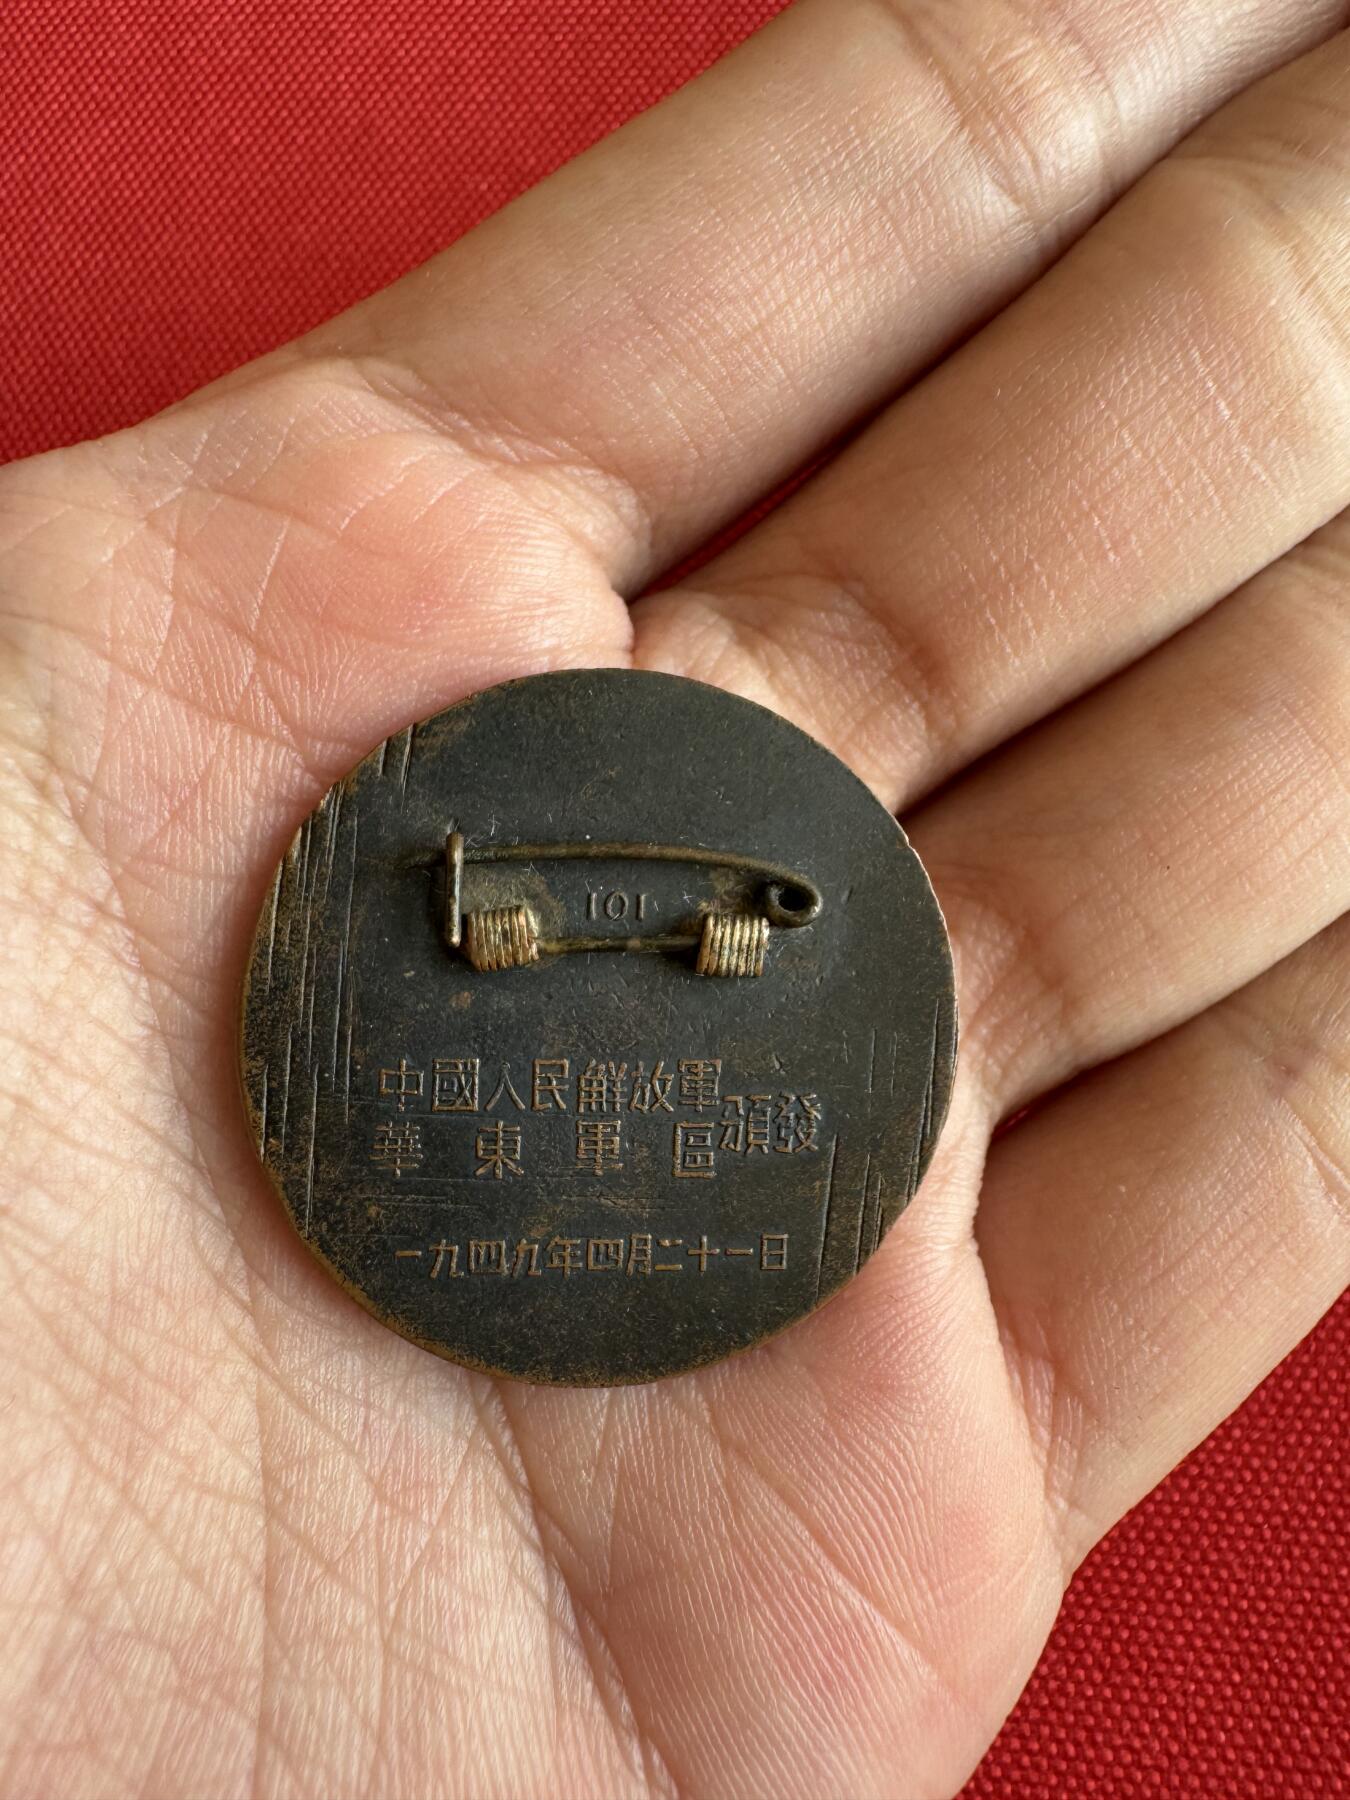 101
中國人民解放軍
華東軍區頒發
一九四九年四月二十一日